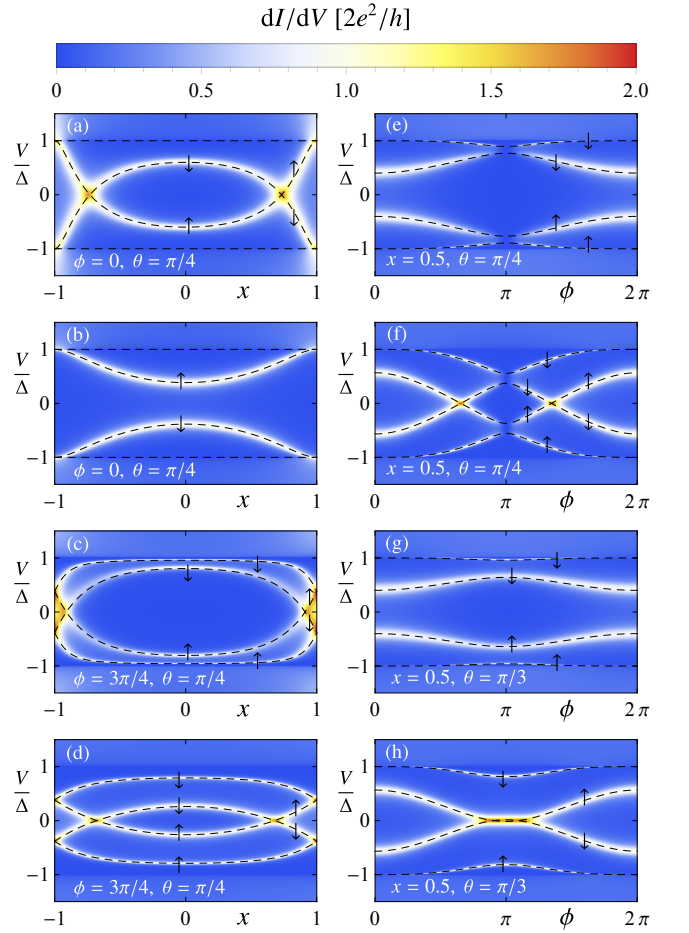 dI/dV [2e²/h]
0 0.5 1.0 1.5 2.0
(a) (e)
V/Δ 1 0 −1 V/Δ 1 0 −1
ϕ = 0, θ = π/4 x = 0.5, θ = π/4
−1 0 x 1 0 π ϕ 2π
(b) (f)
V/Δ 1 0 −1 V/Δ 1 0 −1
ϕ = 0, θ = π/4 x = 0.5, θ = π/4
−1 0 x 1 0 π ϕ 2π
(c) (g)
V/Δ 1 0 −1 V/Δ 1 0 −1
ϕ = 3π/4, θ = π/4 x = 0.5, θ = π/3
−1 0 x 1 0 π ϕ 2π
(d) (h)
V/Δ 1 0 −1 V/Δ 1 0 −1
ϕ = 3π/4, θ = π/4 x = 0.5, θ = π/3
−1 0 x 1 0 π ϕ 2π